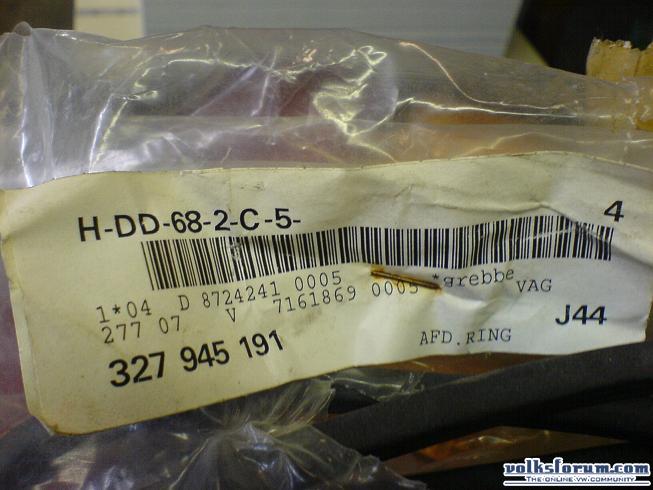 H-DD-68-2-C-5- 4
1*04 D 8724241 0005 *grebbe
277 07 V 7161869 0005 VAG
J44
327 945 191 AFD.RING
volksforum.com
THE-ONLINE-VW-COMMUNITY